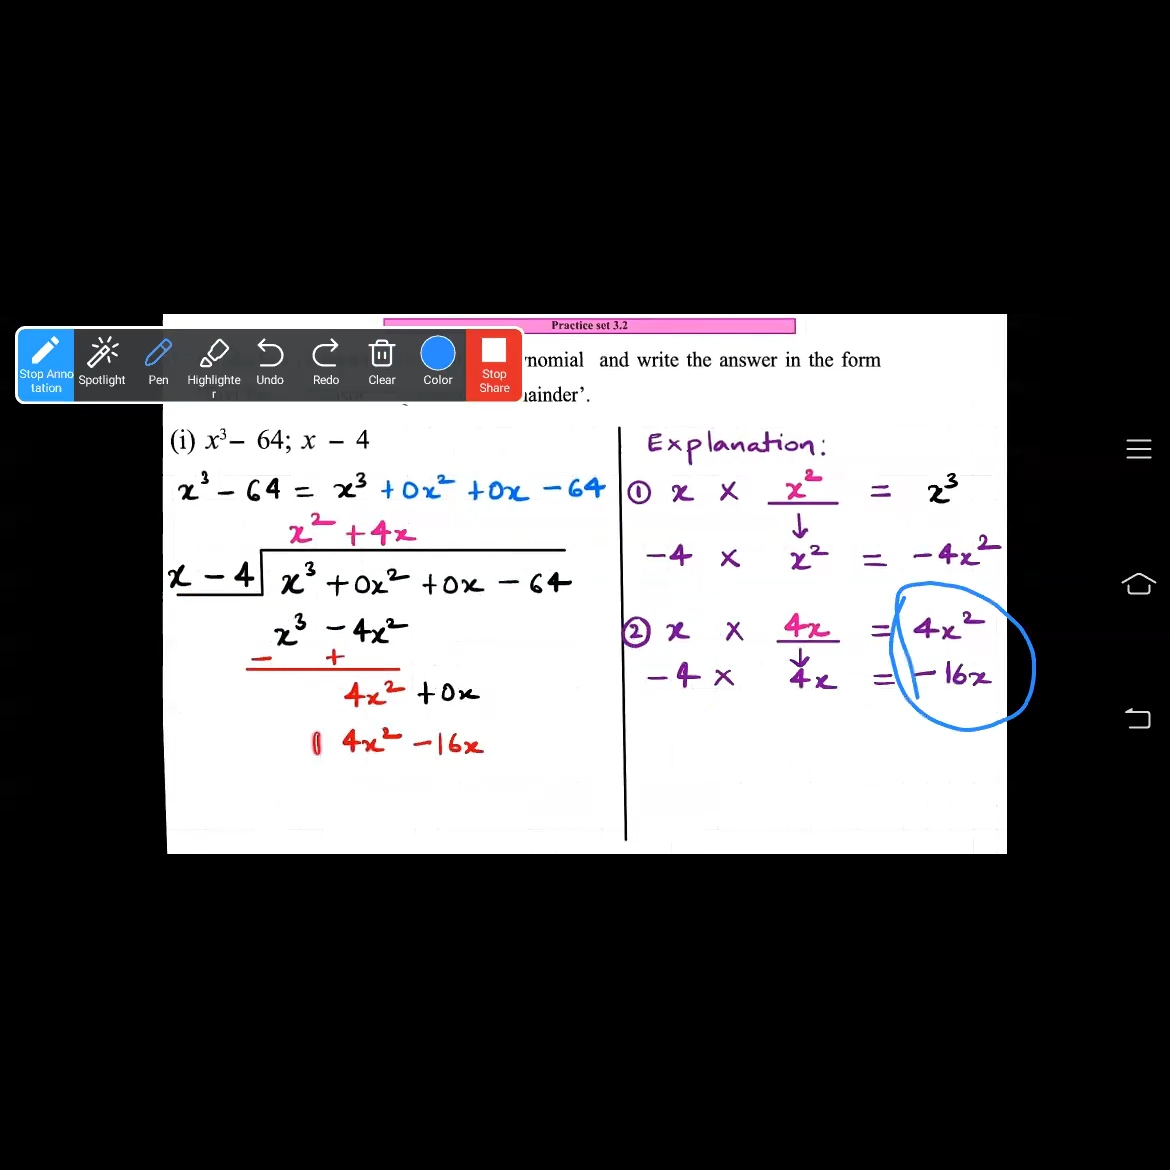 Practice set 3.2
Stop Anno
tation
Spotlight
Pen
Highlighte
r
Undo
Redo
Clear
Color
Stop
Share
nomial and write the answer in the form
ainder’.
(i) x³– 64; x – 4
x³ – 64 = x³ + 0x² + 0x – 64
x² + 4x
x – 4 x³ + 0x² + 0x – 64
x³ – 4x²
– +
4x² + 0x
4x² – 16x
Explanation:
① x × x² = x³
↓
–4 × x² = –4x²
② x × 4x = 4x²
↓
–4 × 4x = –16x